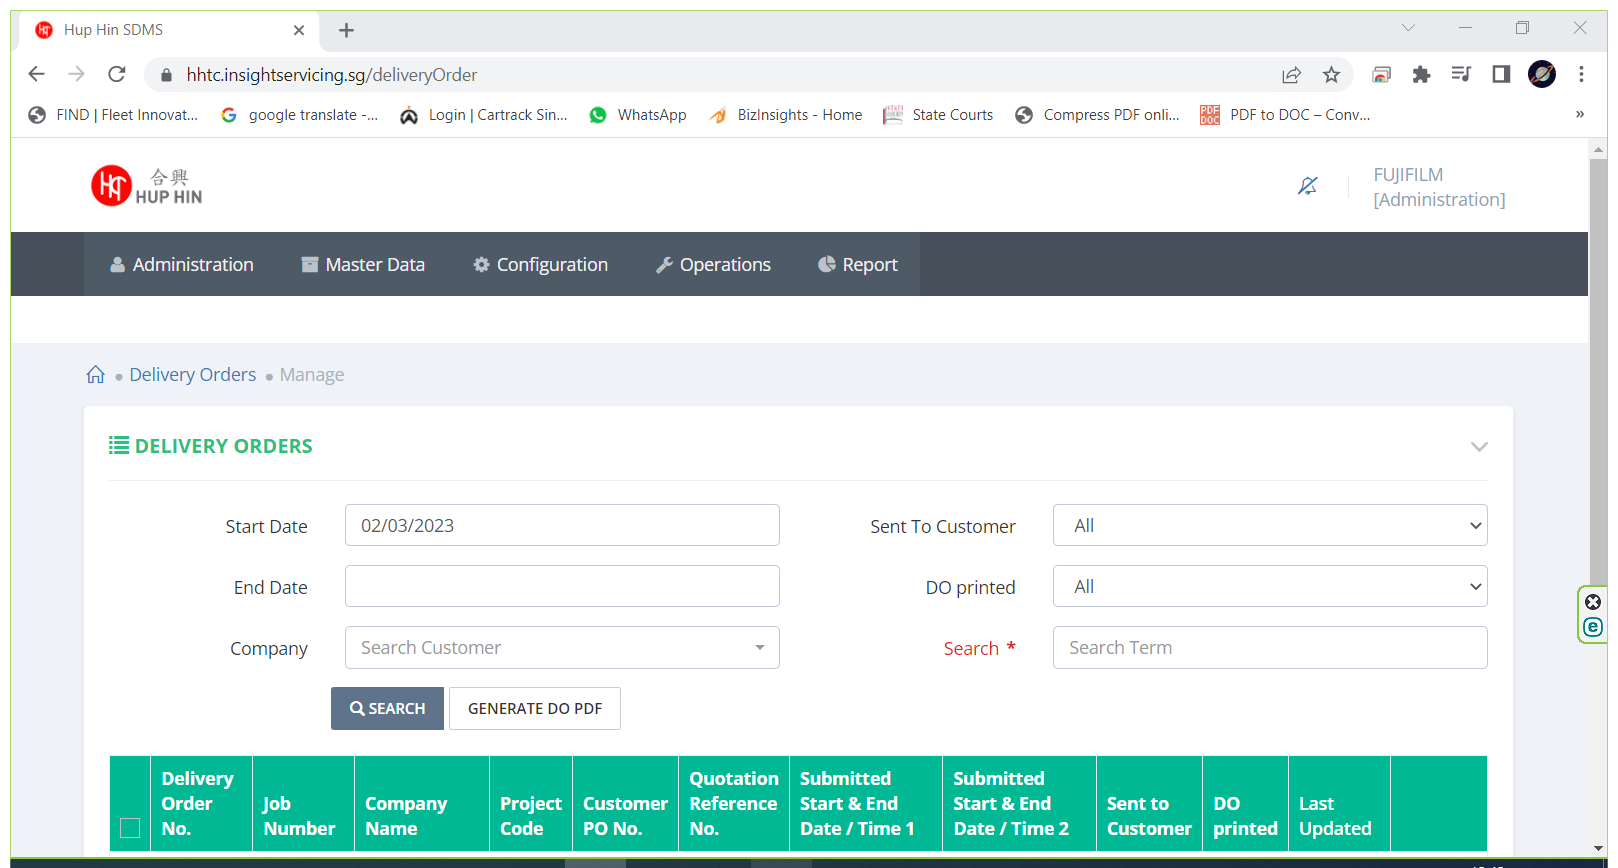 Hup Hin SDMS
hhtc.insightservicing.sg/deliveryOrder
FIND | Fleet Innovat...
google translate -...
Login | Cartrack Sin...
WhatsApp
BizInsights - Home
State Courts
Compress PDF onli...
PDF to DOC – Conv...
»
合興
HUP HIN
FUJIFILM
[Administration]
Administration
Master Data
Configuration
Operations
Report
Delivery Orders
Manage
DELIVERY ORDERS
Start Date
02/03/2023
Sent To Customer
All
End Date
DO printed
All
Company
Search Customer
Search *
Search Term
SEARCH
GENERATE DO PDF
Delivery Order No.
Job Number
Company Name
Project Code
Customer PO No.
Quotation Reference No.
Submitted Start & End Date / Time 1
Submitted Start & End Date / Time 2
Sent to Customer
DO printed
Last Updated